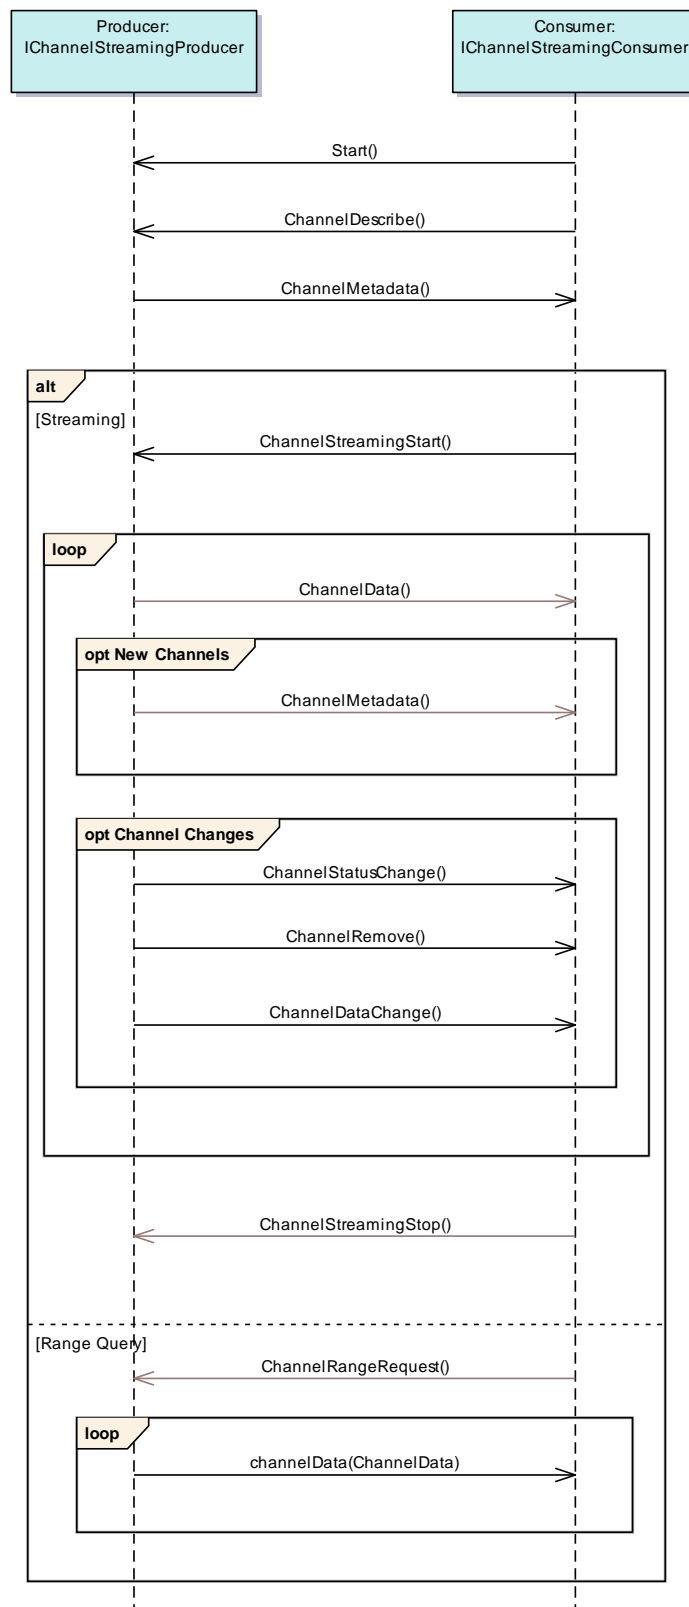 Producer:
IChannelStreamingProducer
Consumer:
IChannelStreamingConsumer
Start()
ChannelDescribe()
ChannelMetadata()
alt
[Streaming]
ChannelStreamingStart()
loop
ChannelData()
opt New Channels
ChannelMetadata()
opt Channel Changes
ChannelStatusChange()
ChannelRemove()
ChannelDataChange()
ChannelStreamingStop()
[Range Query]
ChannelRangeRequest()
loop
channelData(ChannelData)